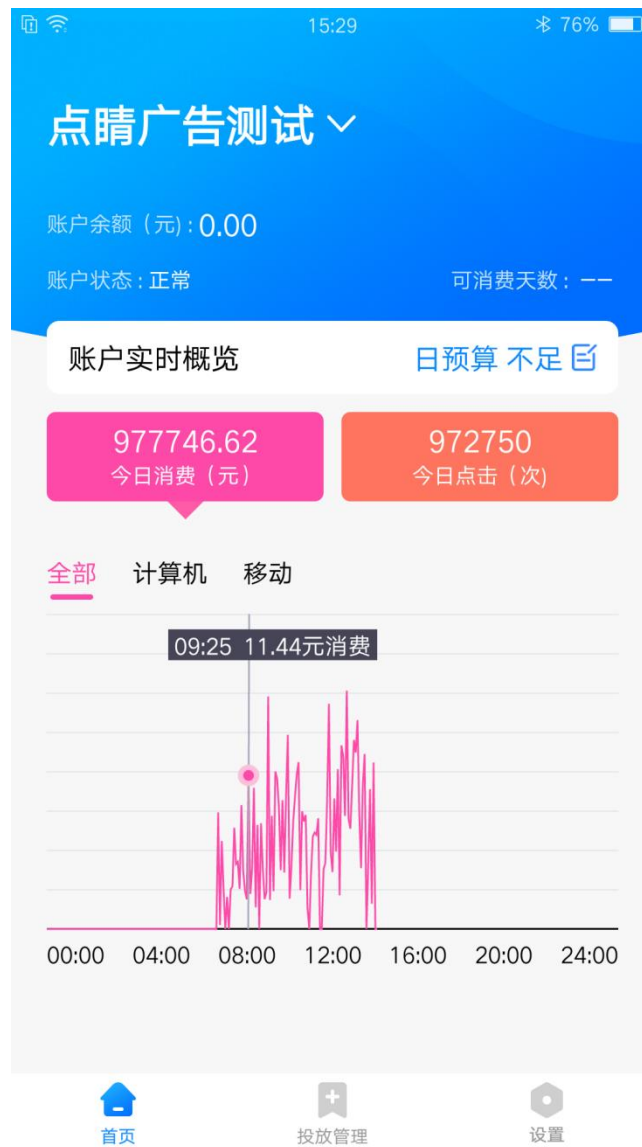 15:29 76%
点睛广告测试
账户余额（元）: 0.00
账户状态 : 正常 可消费天数 : --
账户实时概览 日预算 不足
977746.62 972750
今日消费（元） 今日点击（次)
全部 计算机 移动
09:25 11.44元消费
00:00 04:00 08:00 12:00 16:00 20:00 24:00
首页 投放管理 设置